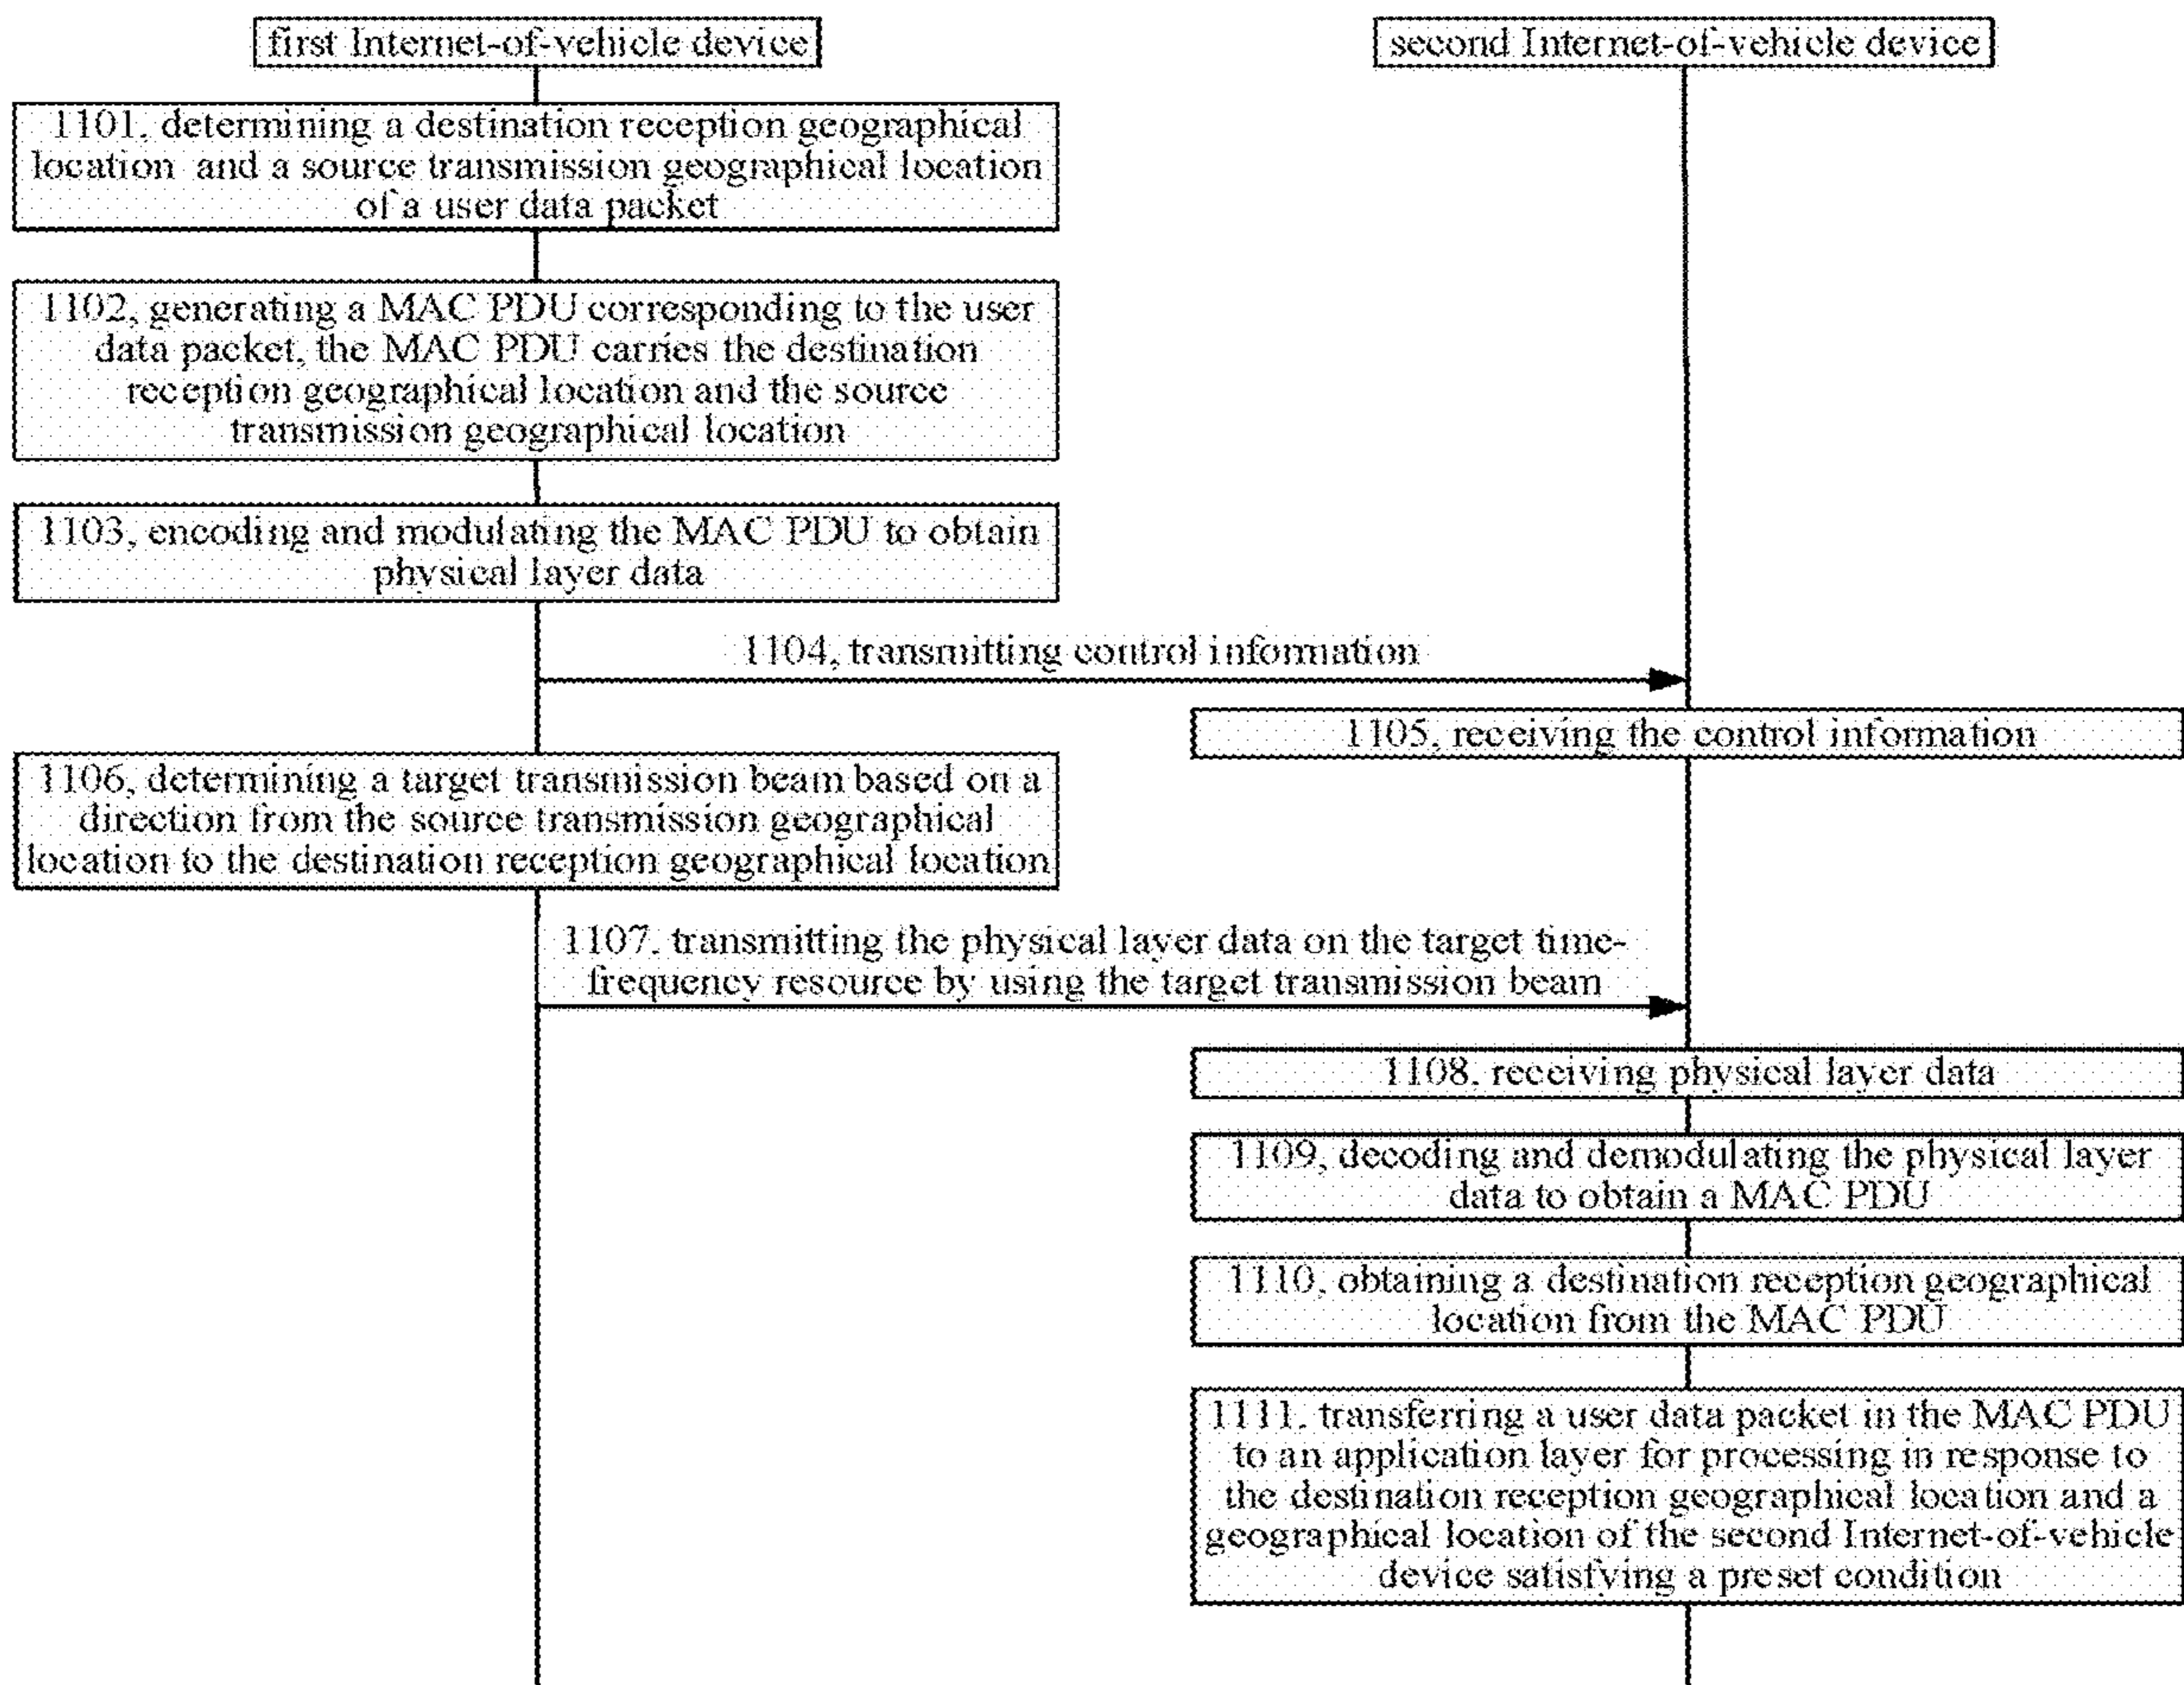 first Internet-of-vehicle device
second Internet-of-vehicle device
1101, determining a destination reception geographical
location and a source transmission geographical location
of a user data packet
1102, generating a MAC PDU corresponding to the user
data packet, the MAC PDU carries the destination
reception geographical location and the source
transmission geographical location
1103, encoding and modulating the MAC PDU to obtain
physical layer data
1104, transmitting control information
1105, receiving the control information
1106, determining a target transmission beam based on a
direction from the source transmission geographical
location to the destination reception geographical location
1107, transmitting the physical layer data on the target time-
frequency resource by using the target transmission beam
1108, receiving physical layer data
1109, decoding and demodulating the physical layer
data to obtain a MAC PDU
1110, obtaining a destination reception geographical
location from the MAC PDU
1111, transferring a user data packet in the MAC PDU
to an application layer for processing in response to
the destination reception geographical location and a
geographical location of the second Internet-of-vehicle
device satisfying a preset condition